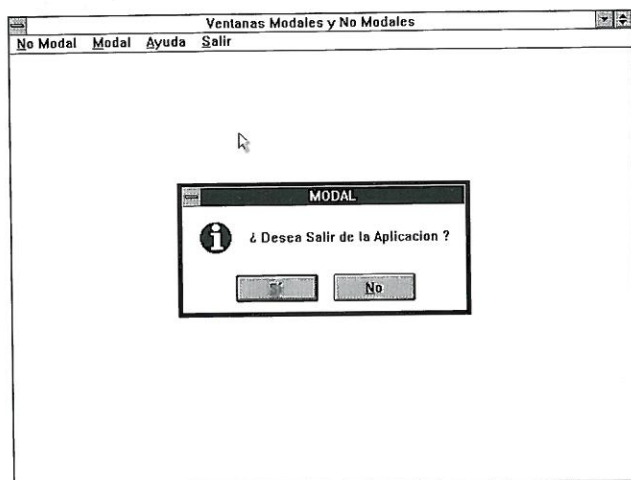 Ventanas Modales y No Modales
No Modal Modal Ayuda Salir
MODAL
¿ Desea Salir de la Aplicacion ?
Sí No